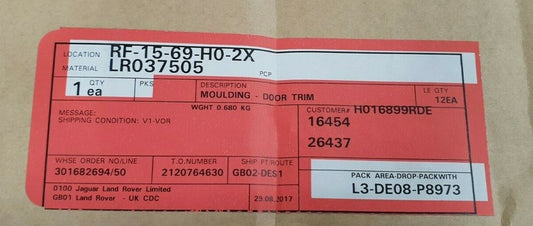 LOCATION RF-15-69-H0-2X
MATERIAL LR037505
PCP
QTY PKS DESCRIPTION LE QTY
1 ea MOULDING - DOOR TRIM 12EA
WGHT 0.680 KG
MESSAGE: CUSTOMER# H016899RDE
SHIPPING CONDITION: V1-VOR 16454
26437
WHSE ORDER NO/LINE T.O.NUMBER SHIP PT/ROUTE
301682694/50 2120764630 GB02-DES1
PACK AREA-DROP-PACKWITH
L3-DE08-P8973
0100 Jaguar Land Rover Limited
GB01 Land Rover - UK CDC 29.08.2017